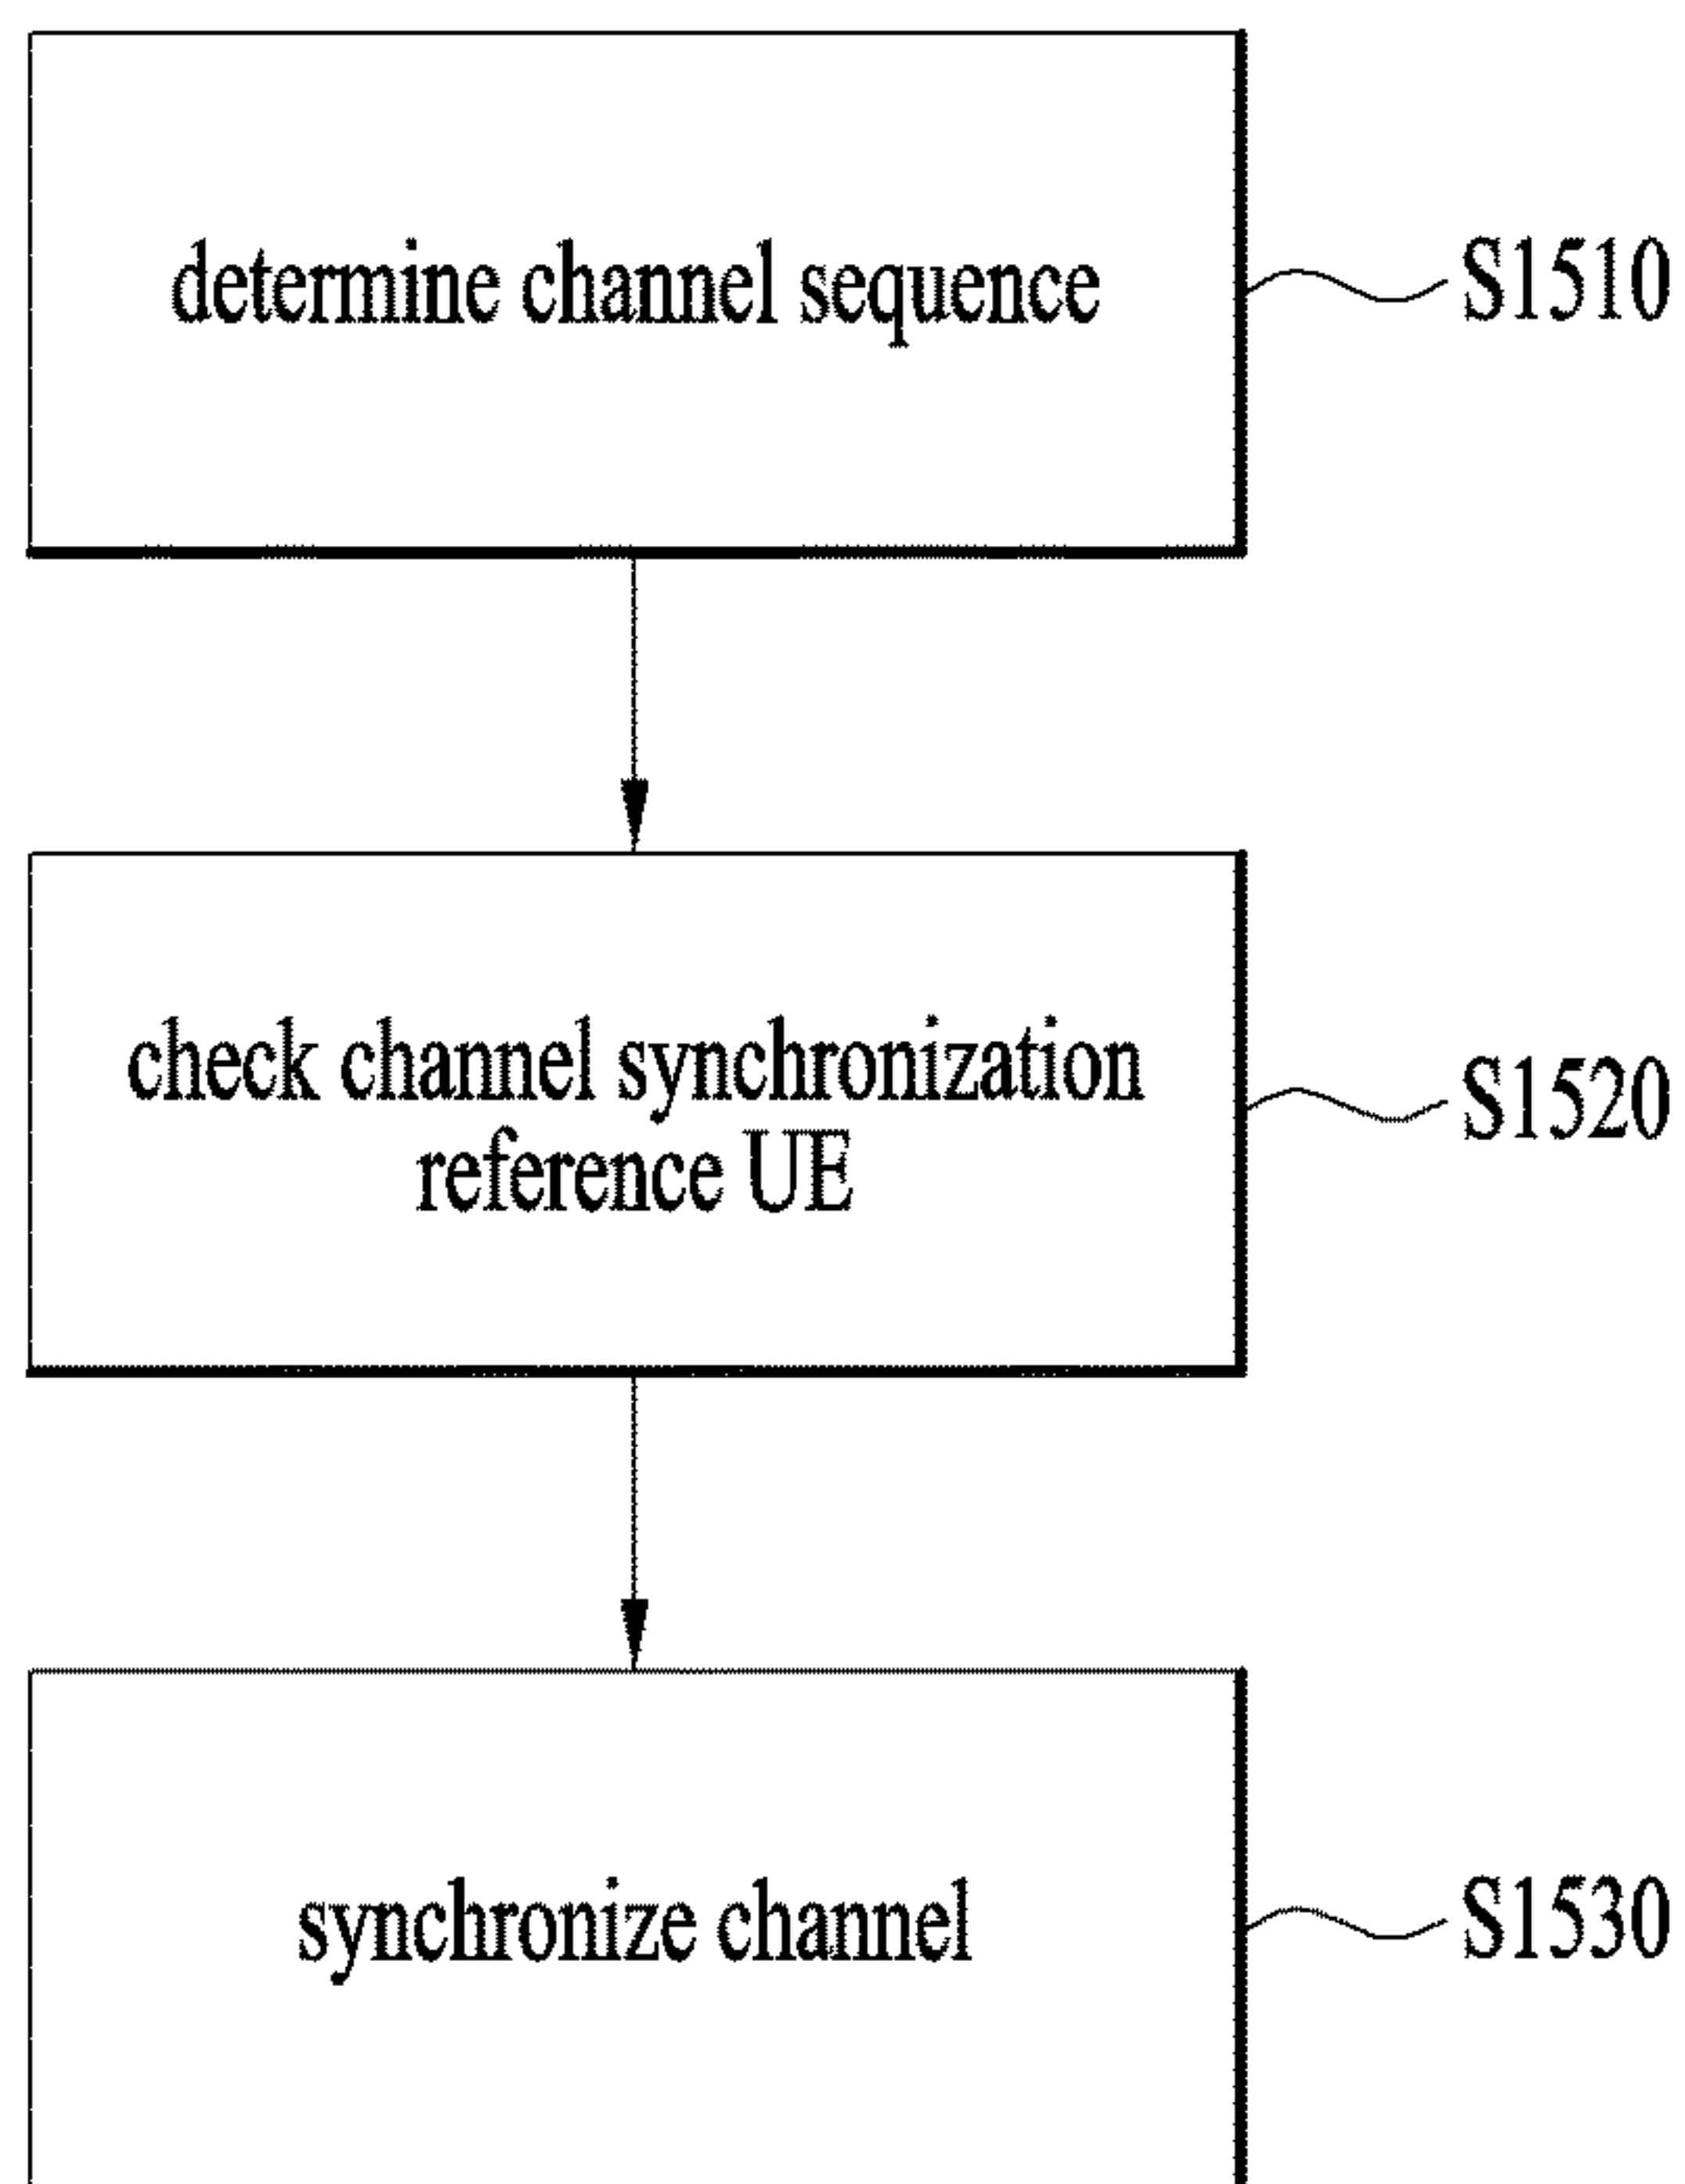 determine channel sequence
S1510
check channel synchronization
reference UE
S1520
synchronize channel
S1530